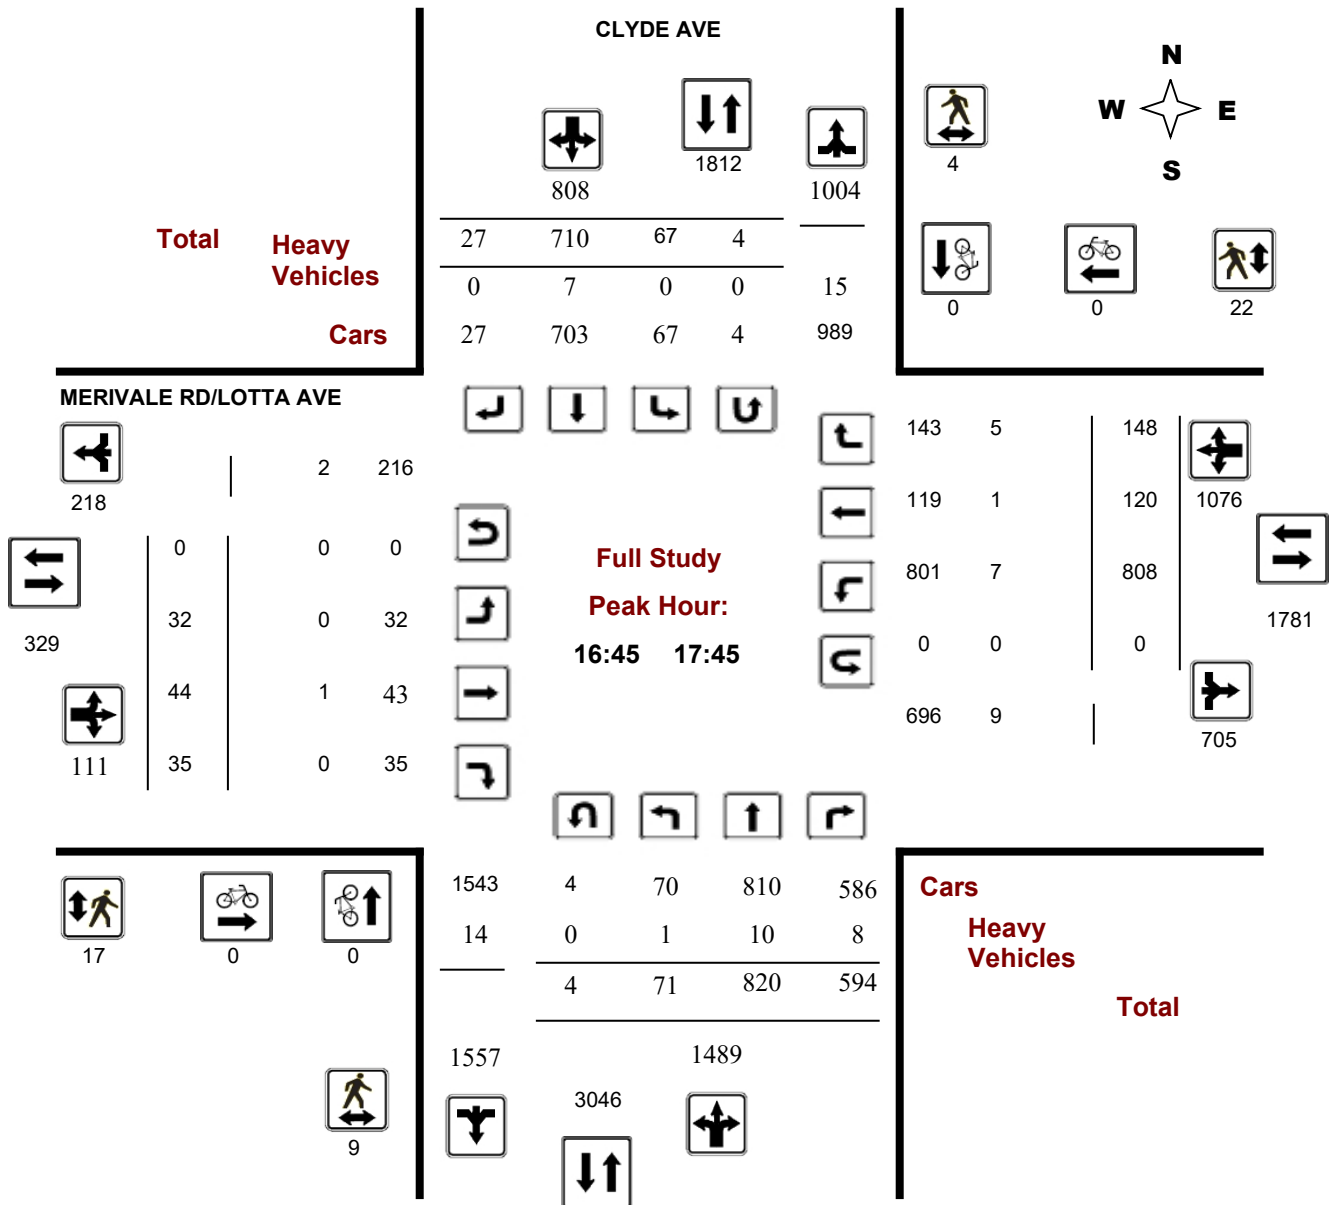 CLYDE AVE
N
W E
S
1812
4
808
1004
Total
Heavy
Vehicles
27 710 67 4
0 7 0 0 15
Cars
27 703 67 4 989
0 0 22
MERIVALE RD/LOTTA AVE
2 216
218
0 0 0
32 0 32
329
44 1 43
111
35 0 35
Full Study
Peak Hour:
16:45 17:45
143 5 148
119 1 120 1076
801 7 808
1781
0 0 0
696 9
705
17 0 0
1543 4 70 810 586
14 0 1 10 8
4 71 820 594
Cars
Heavy
Vehicles
Total
1557 1489
3046
9